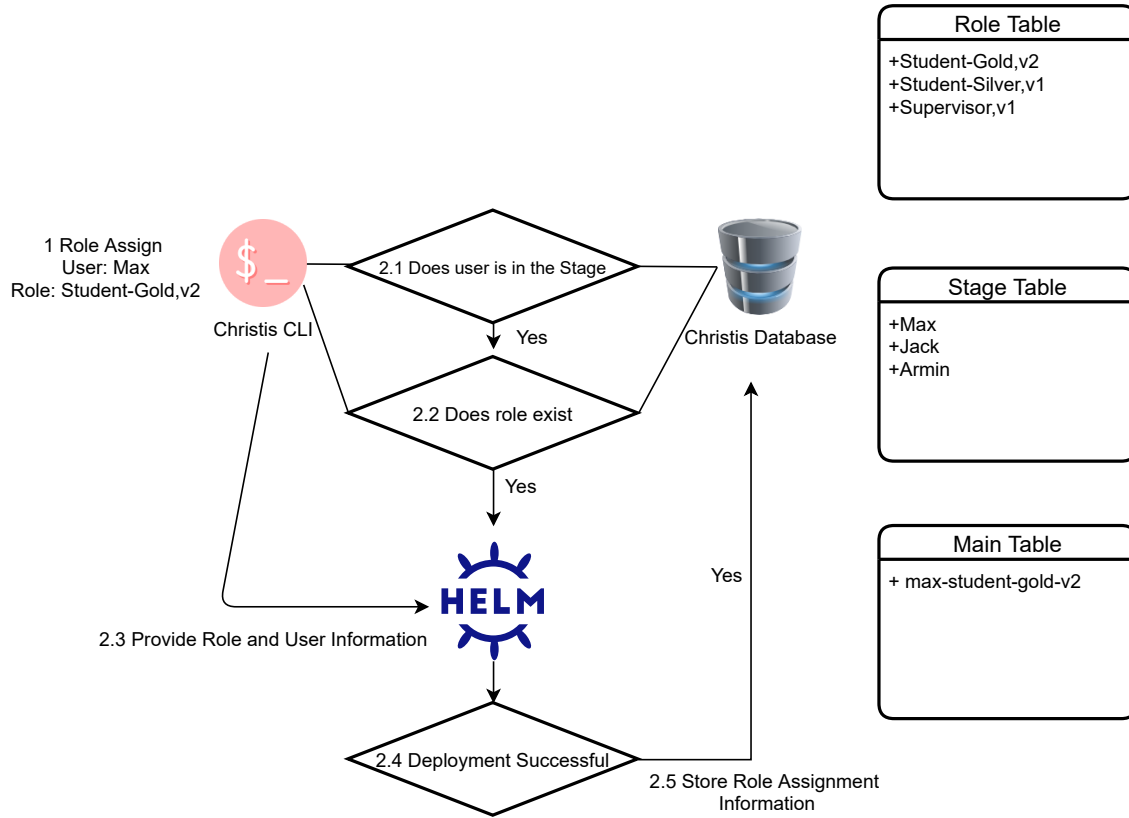 Role Table
+Student-Gold,v2
+Student-Silver,v1
+Supervisor,v1
1 Role Assign
User: Max
Role: Student-Gold,v2
$_
Christis CLI
2.1 Does user is in the Stage
Christis Database
Yes
2.2 Does role exist
Yes
Stage Table
+Max
+Jack
+Armin
HELM
2.3 Provide Role and User Information
Yes
Main Table
+ max-student-gold-v2
2.4 Deployment Successful
2.5 Store Role Assignment
Information